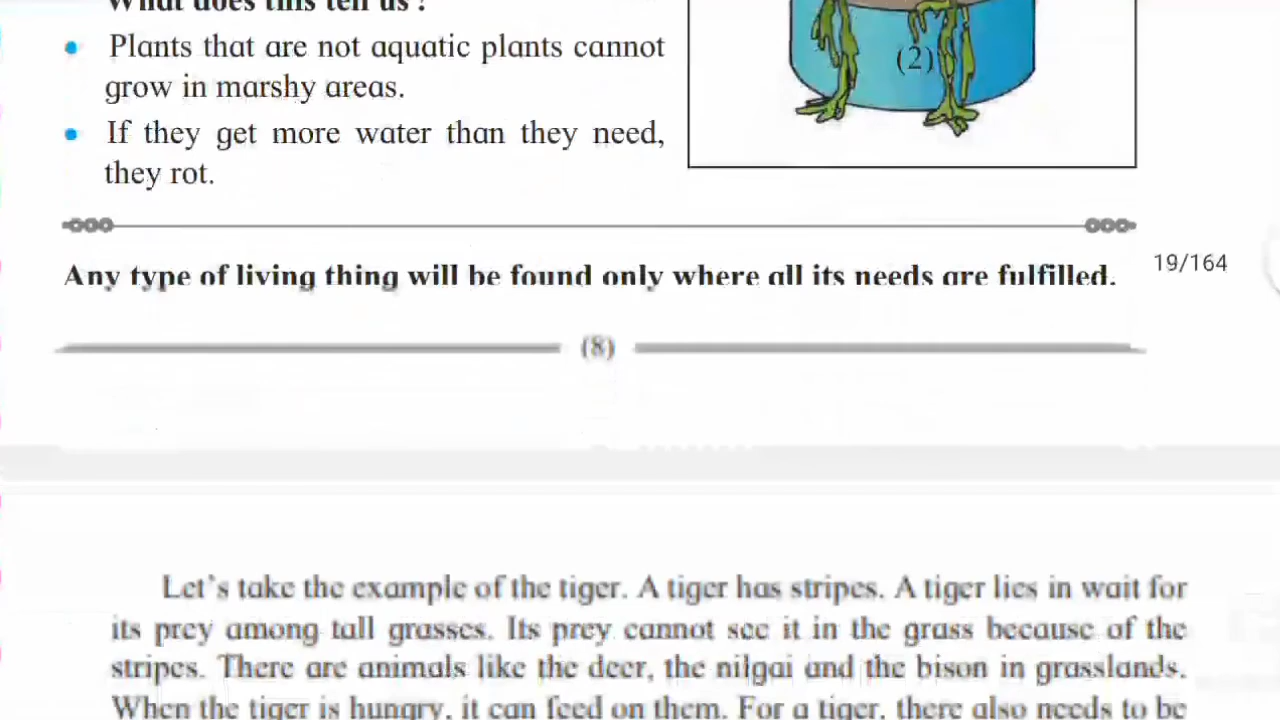 What does this tell us?
• Plants that are not aquatic plants cannot
grow in marshy areas.
(2)
• If they get more water than they need,
they rot.
Any type of living thing will be found only where all its needs are fulfilled.
19/164
(8)
Let's take the example of the tiger. A tiger has stripes. A tiger lies in wait for
its prey among tall grasses. Its prey cannot see it in the grass because of the
stripes. There are animals like the deer, the nilgai and the bison in grasslands.
When the tiger is hungry, it can feed on them. For a tiger, there also needs to be